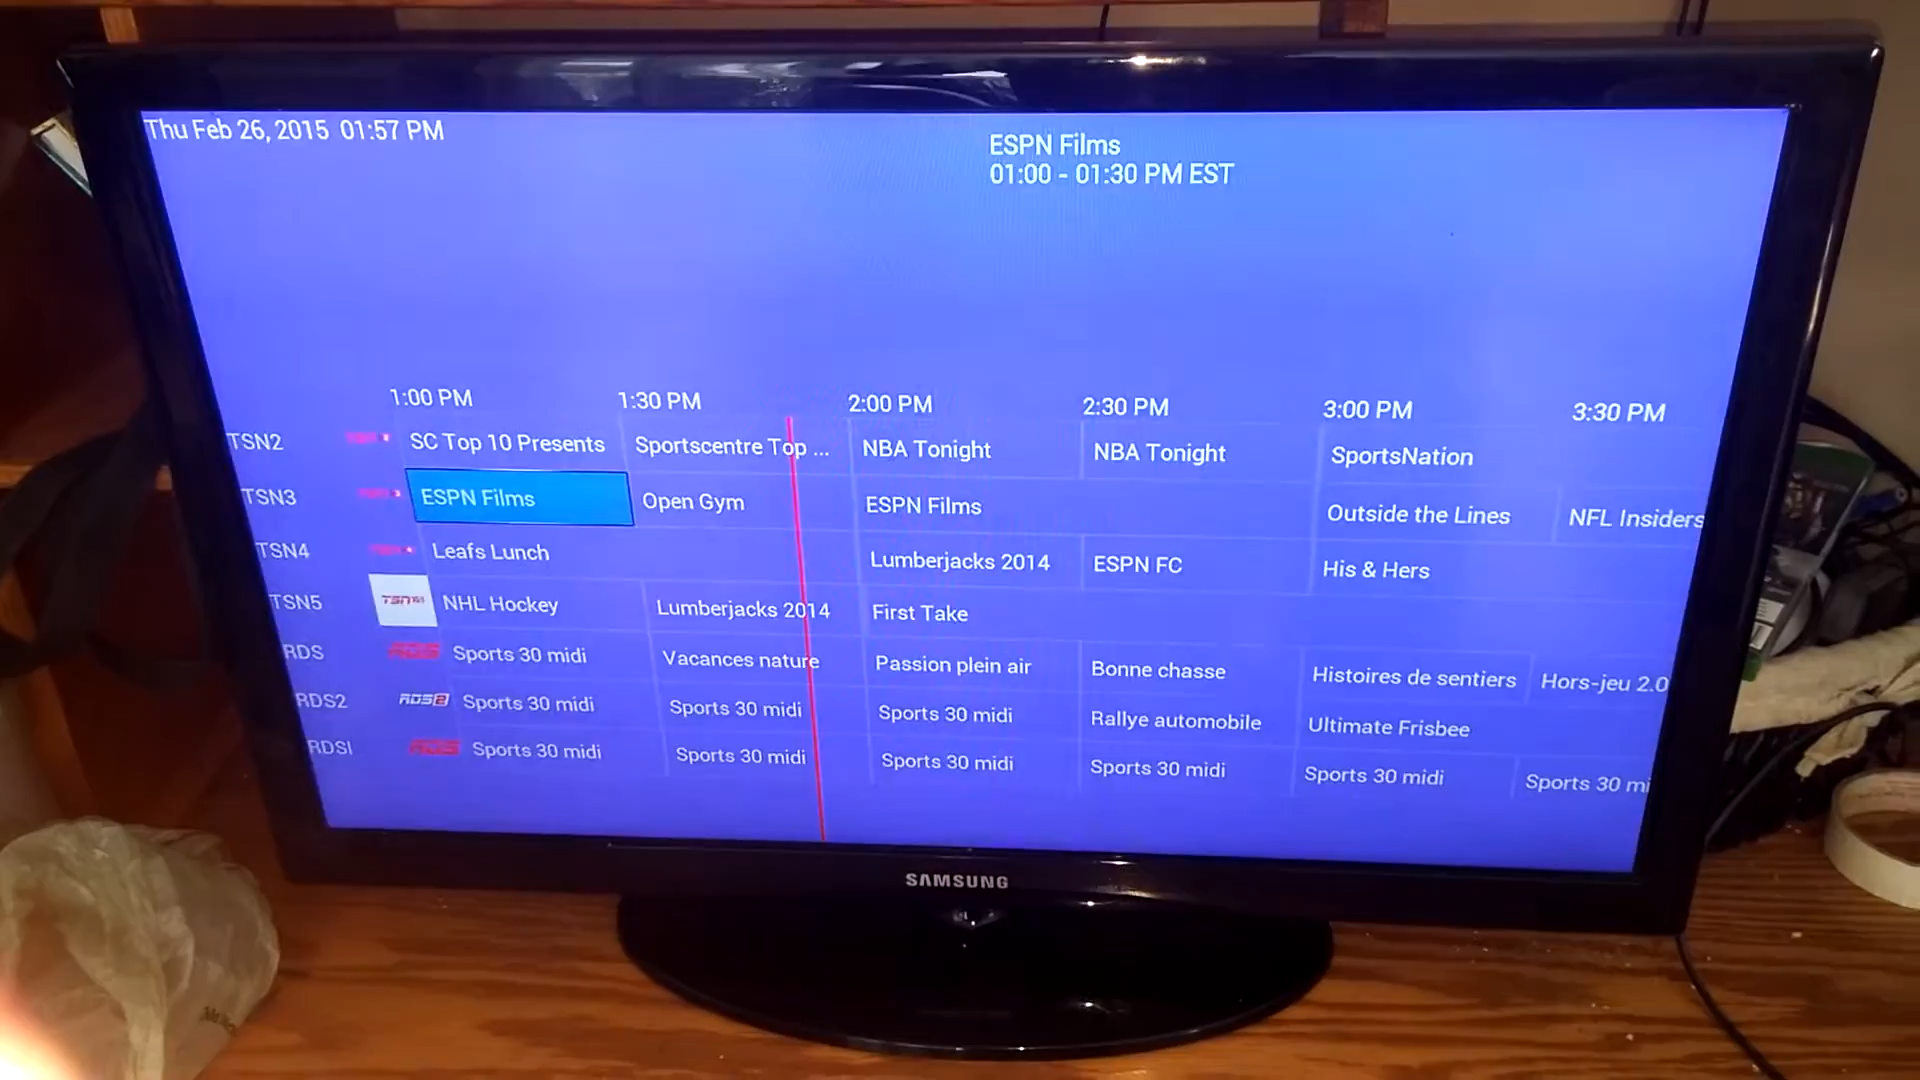 Thu Feb 26, 2015 01:57 PM
ESPN Films
01:00 - 01:30 PM EST
1:00 PM 1:30 PM 2:00 PM 2:30 PM 3:00 PM 3:30 PM
TSN2 SC Top 10 Presents Sportscentre Top ... NBA Tonight NBA Tonight SportsNation
TSN3 ESPN Films Open Gym ESPN Films Outside the Lines NFL Insiders
TSN4 Leafs Lunch Lumberjacks 2014 ESPN FC His & Hers
TSN5 NHL Hockey Lumberjacks 2014 First Take
RDS RDS Sports 30 midi Vacances nature Passion plein air Bonne chasse Histoires de sentiers Hors-jeu 2.0
RDS2 RDS2 Sports 30 midi Sports 30 midi Sports 30 midi Rallye automobile Ultimate Frisbee
RDSI RDS Sports 30 midi Sports 30 midi Sports 30 midi Sports 30 midi Sports 30 midi Sports 30 mi
SAMSUNG